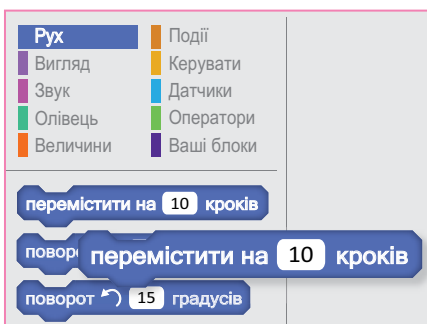 Рух
Події
Вигляд
Керувати
Звук
Датчики
Олівець
Оператори
Величини
Ваші блоки
перемістити на 10 кроків
перемістити на 10 кроків
поворот 15 градусів